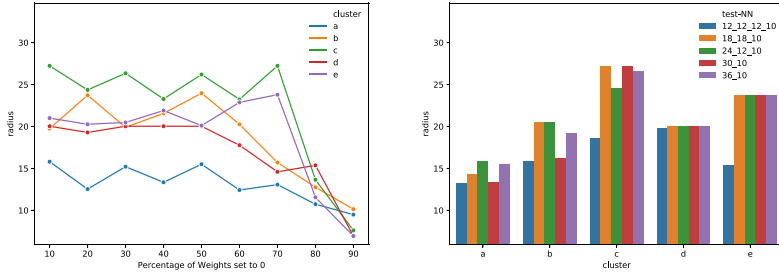 cluster
a
b
c
d
e
30
25
20
15
10
radius
10 20 30 40 50 60 70 80 90
Percentage of Weights set to 0
test-NN
12_12_12_10
18_18_10
24_12_10
30_10
36_10
30
25
20
15
10
radius
a b c d e
cluster